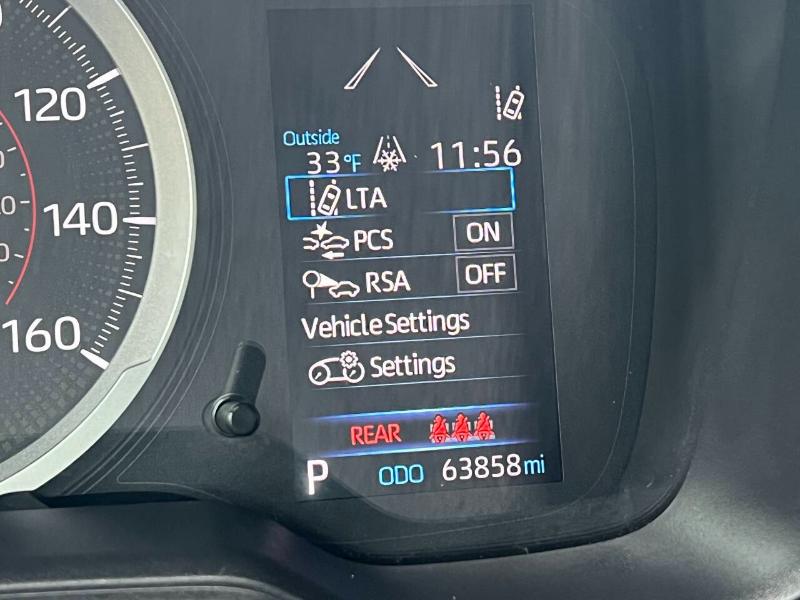 120
140
160
Outside
33°F 11:56
LTA
PCS ON
RSA OFF
Vehicle Settings
Settings
REAR
P ODO 63858 mi